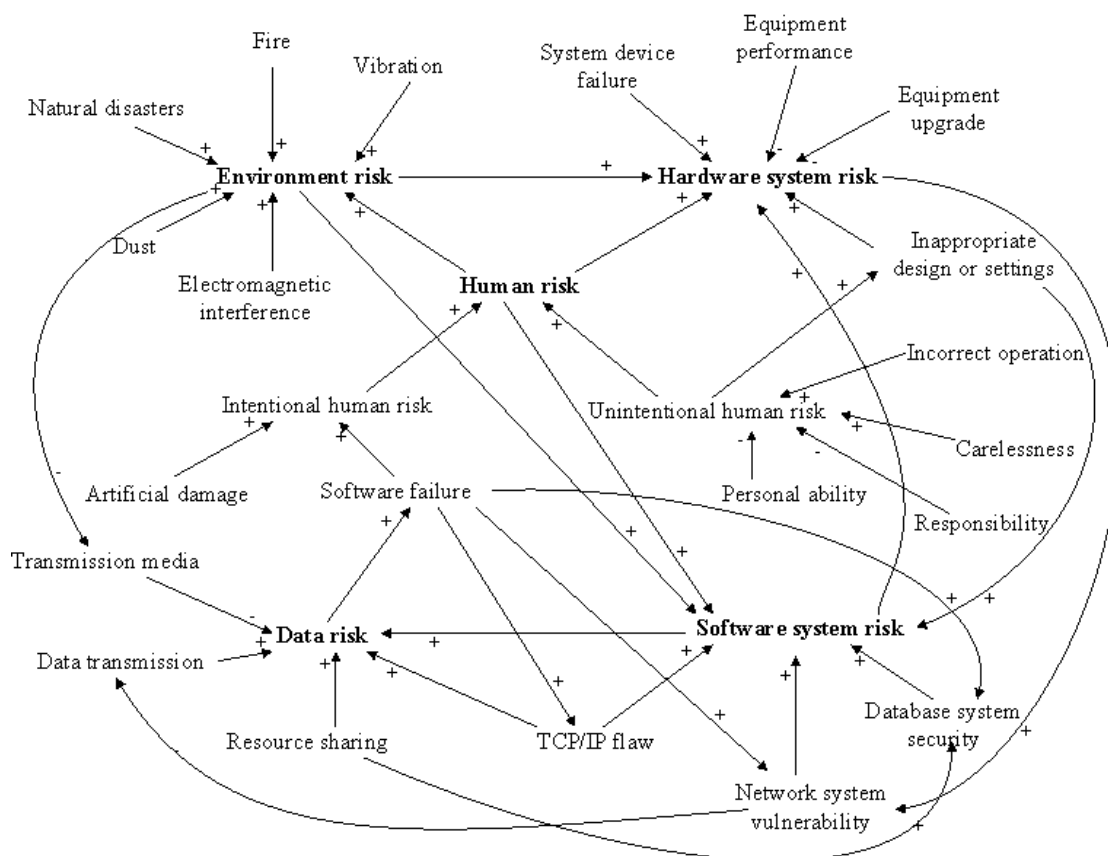 Fire
Equipment
performance
System device
failure
Vibration
Natural disasters
Equipment
upgrade
+
+
+
+
-
-
Environment risk
+
Hardware system risk
+
+
+
+
+
Dust
Inappropriate
design or settings
Electromagnetic
interference
Human risk
+
+
+
+
Incorrect operation
Intentional human risk
Unintentional human risk
+
+
+
+
-
-
Carelessness
-
Artificial damage
Software failure
Personal ability
Responsibility
+
+
+
Transmission media
+
+
-
Data risk
Software system risk
+
+
+
+
+
+
+
+
Data transmission
+
+
Database system
security
+
Resource sharing
TCP/IP flaw
-
Network system
vulnerability
+